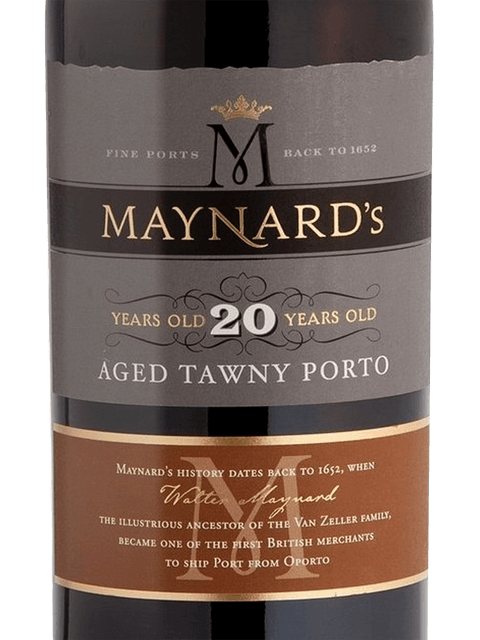 M
FINE PORTS BACK TO 1652
MAYNARD'S
YEARS OLD 20 YEARS OLD
AGED TAWNY PORTO
M
MAYNARD'S HISTORY DATES BACK TO 1652, WHEN
Walter Maynard
THE ILLUSTRIOUS ANCESTOR OF THE VAN ZELLER FAMILY,
BECAME ONE OF THE FIRST BRITISH MERCHANTS
TO SHIP PORT FROM OPORTO